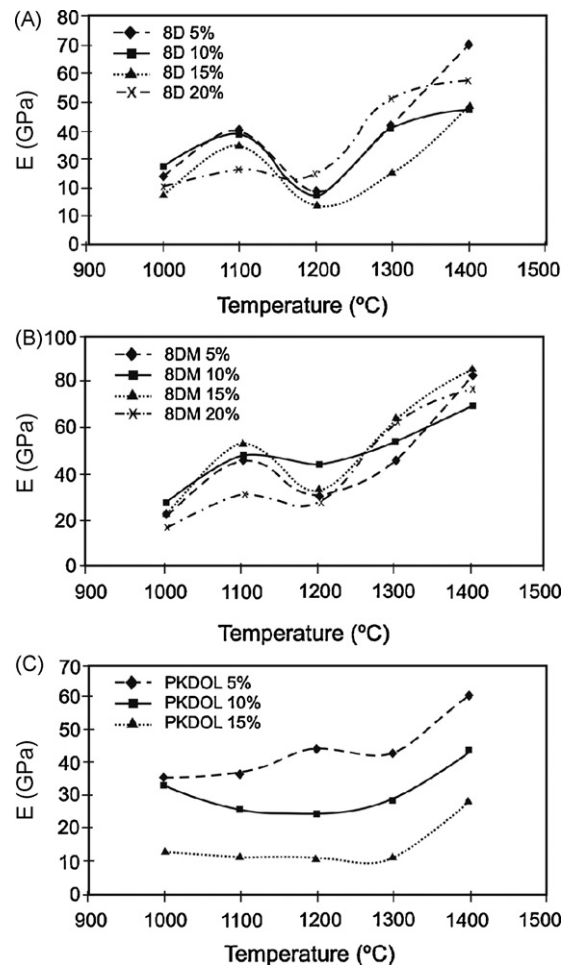 (A)
80
70
60
50
40
30
10
10
0
E (GPa)
8D 5%
8D 10%
8D 15%
8D 20%
900 1000 1100 1200 1300 1400 1500
Temperature (ºC)
(B)
100
80
60
40
20
0
E (GPa)
8DM 5%
8DM 10%
8DM 15%
8DM 20%
900 1000 1100 1200 1300 1400 1500
Temperature (ºC)
(C)
70
60
50
40
30
20
10
0
E (GPa)
PKDOL 5%
PKDOL 10%
PKDOL 15%
900 1000 1100 1200 1300 1400 1500
Temperature (ºC)